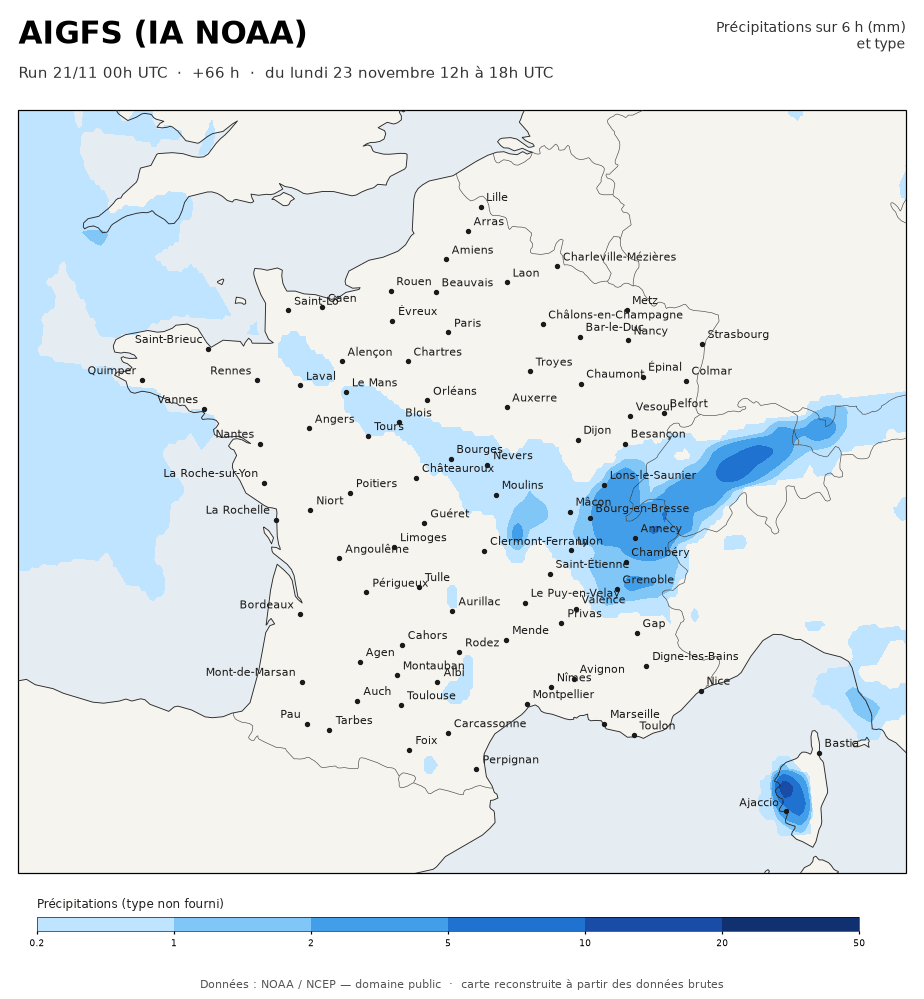 AIGFS (IA NOAA)
Précipitations sur 6 h (mm)
et type
Run 21/11 00h UTC · +66 h · du lundi 23 novembre 12h à 18h UTC
Lille
Arras
Amiens
Charleville-Mézières
Laon
Rouen
Beauvais
Saint-Lô
Caen
Metz
Évreux
Châlons-en-Champagne
Paris
Bar-le-Duc
Nancy
Strasbourg
Saint-Brieuc
Alençon
Chartres
Troyes
Épinal
Quimper
Rennes
Laval
Le Mans
Chaumont
Colmar
Orléans
Vannes
Auxerre
Vesoul
Belfort
Blois
Angers
Tours
Nantes
Dijon
Besançon
Bourges
Nevers
La Roche-sur-Yon
Châteauroux
Lons-le-Saunier
Poitiers
Moulins
Niort
Mâcon
La Rochelle
Guéret
Bourg-en-Bresse
Annecy
Limoges
Clermont-Ferrand
Lyon
Angoulême
Chambéry
Saint-Étienne
Tulle
Périgueux
Grenoble
Le Puy-en-Velay
Valence
Bordeaux
Aurillac
Privas
Gap
Mende
Cahors
Rodez
Agen
Digne-les-Bains
Montauban
Mont-de-Marsan
Albi
Avignon
Nîmes
Nice
Auch
Toulouse
Montpellier
Pau
Tarbes
Carcassonne
Marseille
Toulon
Foix
Bastia
Perpignan
Ajaccio
Précipitations (type non fourni)
0.2 1 2 5 10 20 50
Données : NOAA / NCEP — domaine public · carte reconstruite à partir des données brutes